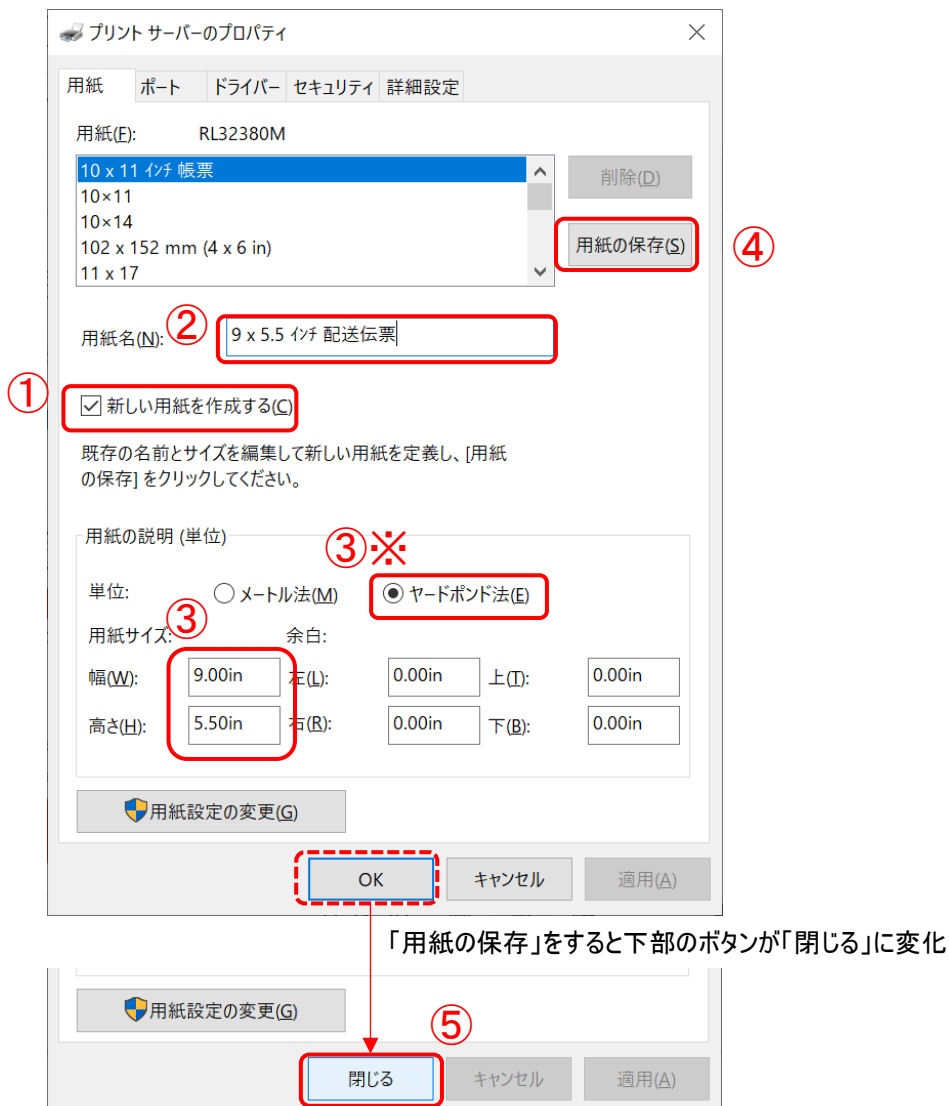 プリント サーバーのプロパティ
用紙 ポート ドライバー セキュリティ 詳細設定
用紙(F): RL32380M
10 x 11 インチ 帳票
10×11
10×14
102 x 152 mm (4 x 6 in)
11 x 17
削除(D)
用紙の保存(S)
④
用紙名(N): ② 9 x 5.5 インチ 配送伝票
①
新しい用紙を作成する(C)
既存の名前とサイズを編集して新しい用紙を定義し、[用紙
の保存] をクリックしてください。
用紙の説明 (単位)
③※
単位: メートル法(M) ヤードポンド法(E)
③
用紙サイズ: 余白:
幅(W): 9.00in 左(L): 0.00in 上(T): 0.00in
高さ(H): 5.50in 右(R): 0.00in 下(B): 0.00in
用紙設定の変更(G)
OK キャンセル 適用(A)
「用紙の保存」をすると下部のボタンが「閉じる」に変化
用紙設定の変更(G)
⑤
閉じる キャンセル 適用(A)